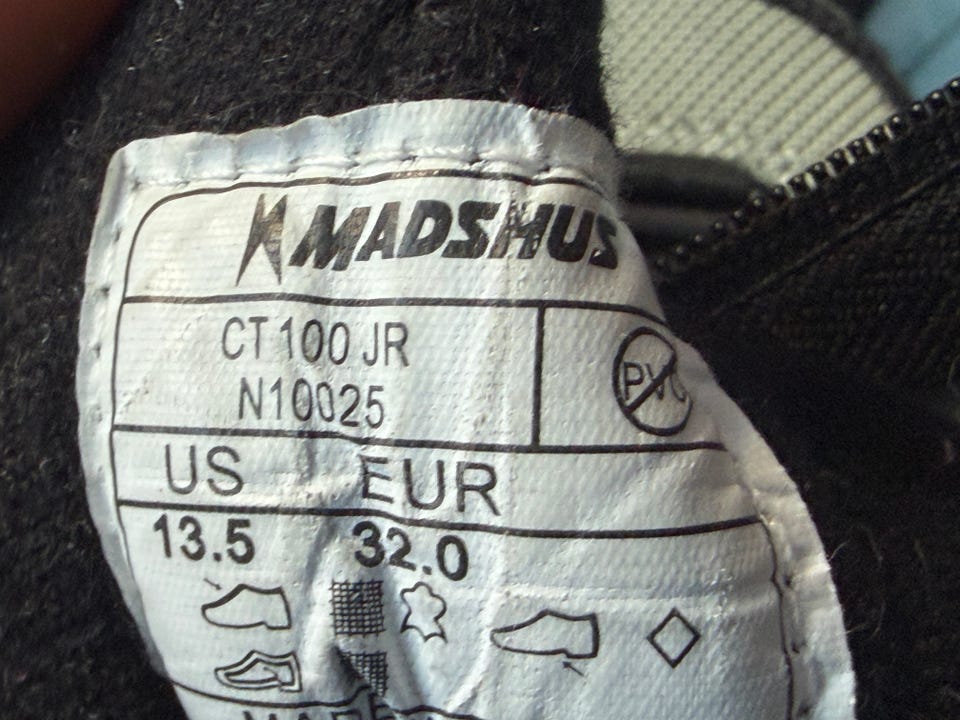 MADSHUS
CT 100 JR
N10025
PVC
US EUR
13.5 32.0